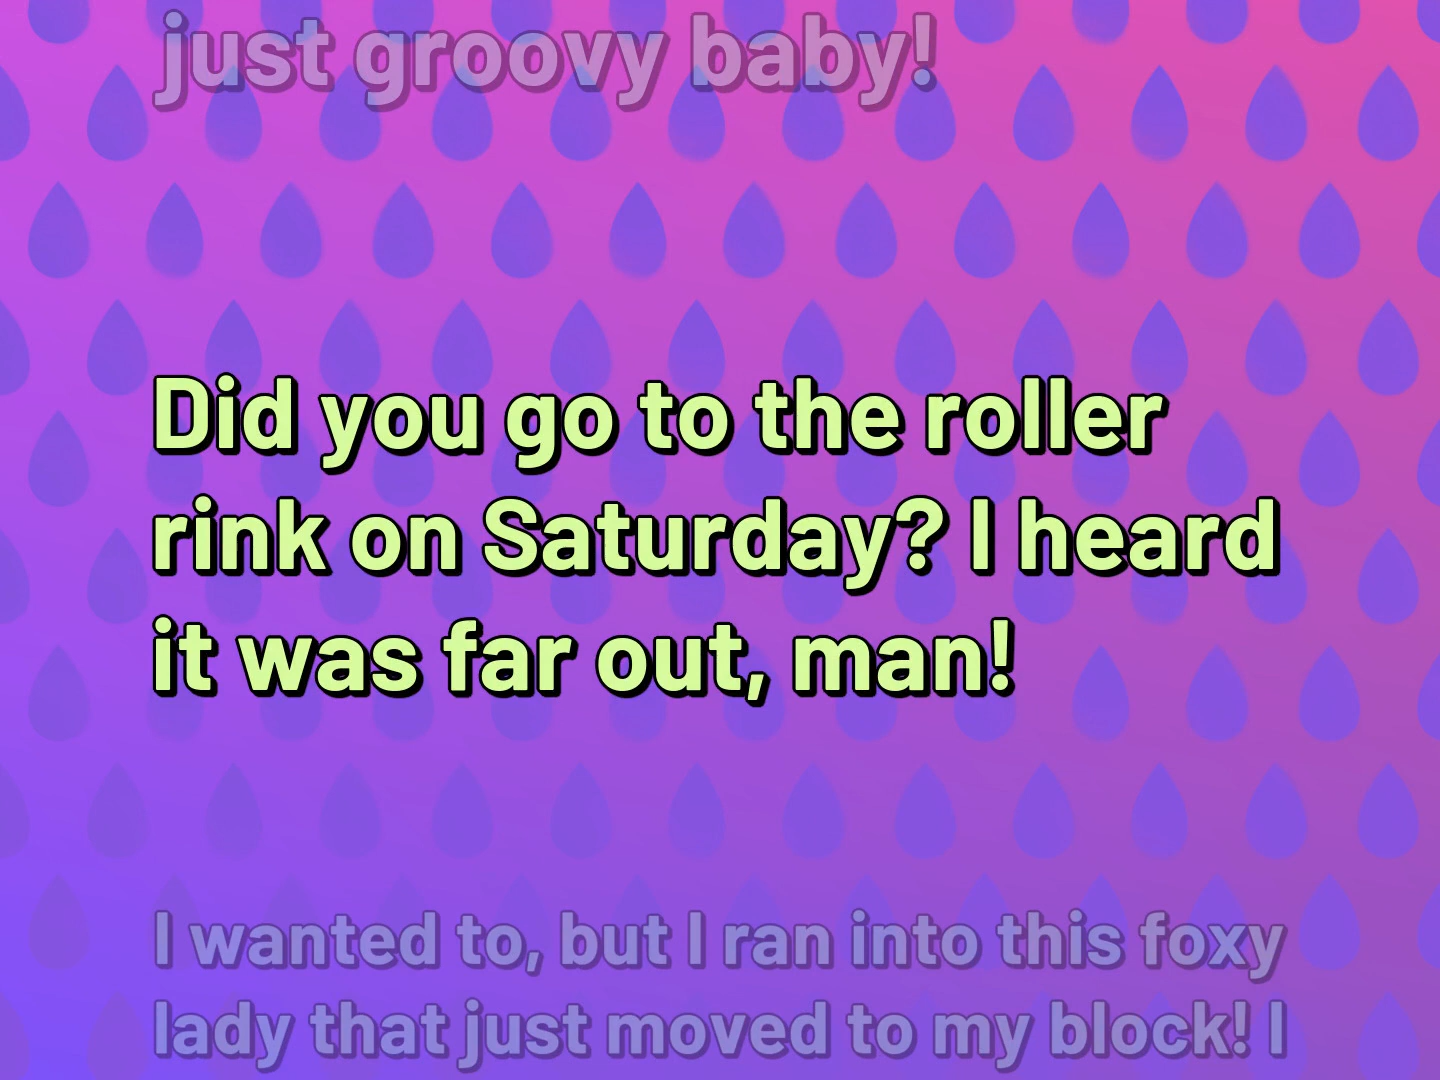 just groovy baby!
Did you go to the roller
rink on Saturday? I heard
it was far out, man!
I wanted to, but I ran into this foxy
lady that just moved to my block! I